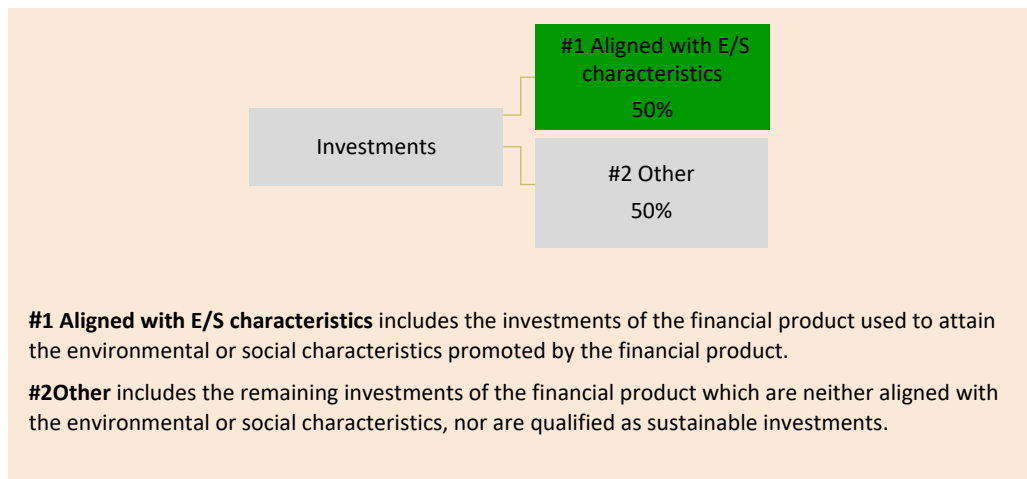 #1 Aligned with E/S
characteristics
50%
Investments
#2 Other
50%
#1 Aligned with E/S characteristics includes the investments of the financial product used to attain
the environmental or social characteristics promoted by the financial product.
#2Other includes the remaining investments of the financial product which are neither aligned with
the environmental or social characteristics, nor are qualified as sustainable investments.